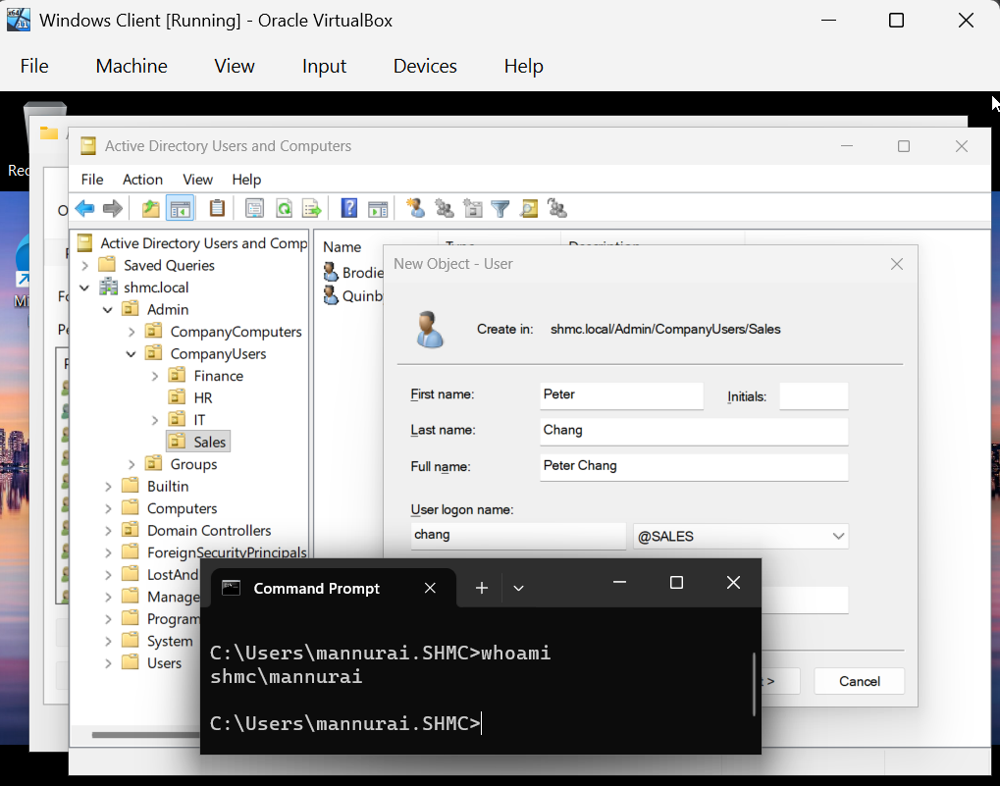 Windows Client [Running] - Oracle VirtualBox
File Machine View Input Devices Help
Active Directory Users and Computers
File Action View Help
Active Directory Users and Comp
Saved Queries
shmc.local
Admin
CompanyComputers
CompanyUsers
Finance
HR
IT
Sales
Groups
Builtin
Computers
Domain Controllers
ForeignSecurityPrincipals
LostAnd
Manage
Program
System
Users
Name Type Description
Brodie
Quinb
New Object - User
Create in: shmc.local/Admin/CompanyUsers/Sales
First name: Peter Initials:
Last name: Chang
Full name: Peter Chang
User logon name:
chang @SALES
>
Cancel
Command Prompt
C:\Users\mannurai.SHMC>whoami
shmc\mannurai
C:\Users\mannurai.SHMC>